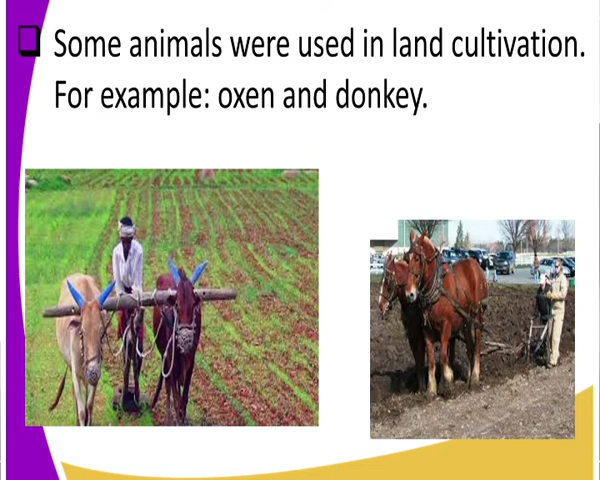 Some animals were used in land cultivation.
For example: oxen and donkey.